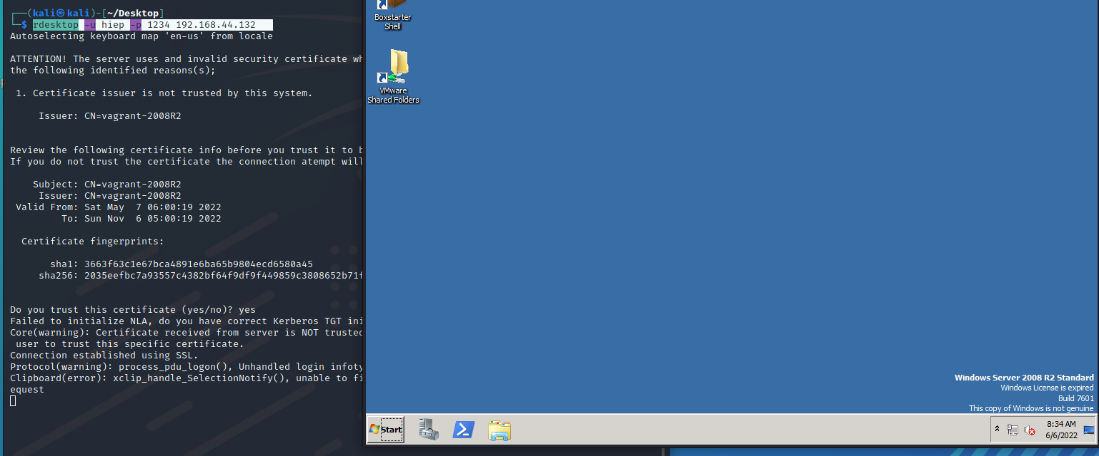 (kali㉿kali)-[~/Desktop]
$ rdesktop -u hiep -p 1234 192.168.44.132
Autoselecting keyboard map 'en-us' from locale
ATTENTION! The server uses and invalid security certificate wh
the following identified reasons(s);
1. Certificate issuer is not trusted by this system.
Issuer: CN=vagrant-2008R2
Review the following certificate info before you trust it to b
If you do not trust the certificate the connection atempt will
Subject: CN=vagrant-2008R2
Issuer: CN=vagrant-2008R2
Valid From: Sat May 7 06:00:19 2022
To: Sun Nov 6 05:00:19 2022
Certificate fingerprints:
sha1: 3663f63c1e67bca4891e6ba65b9804ecd6580a45
sha256: 2035eefbc7a93557c4382bf64f9df9f449859c3808652b71f
Do you trust this certificate (yes/no)? yes
Failed to initialize NLA, do you have correct Kerberos TGT ini
Core(warning): Certificate received from server is NOT trusted
user to trust this specific certificate.
Connection established using SSL.
Protocol(warning): process_pdu_logon(), Unhandled login infoty
Clipboard(error): xclip_handle_SelectionNotify(), unable to fi
equest
Boxstarter
Shell
VMware
Shared Folders
Windows Server 2008 R2 Standard
Windows License is expired
Build 7601
This copy of Windows is not genuine
Start
8:34 AM
6/6/2022